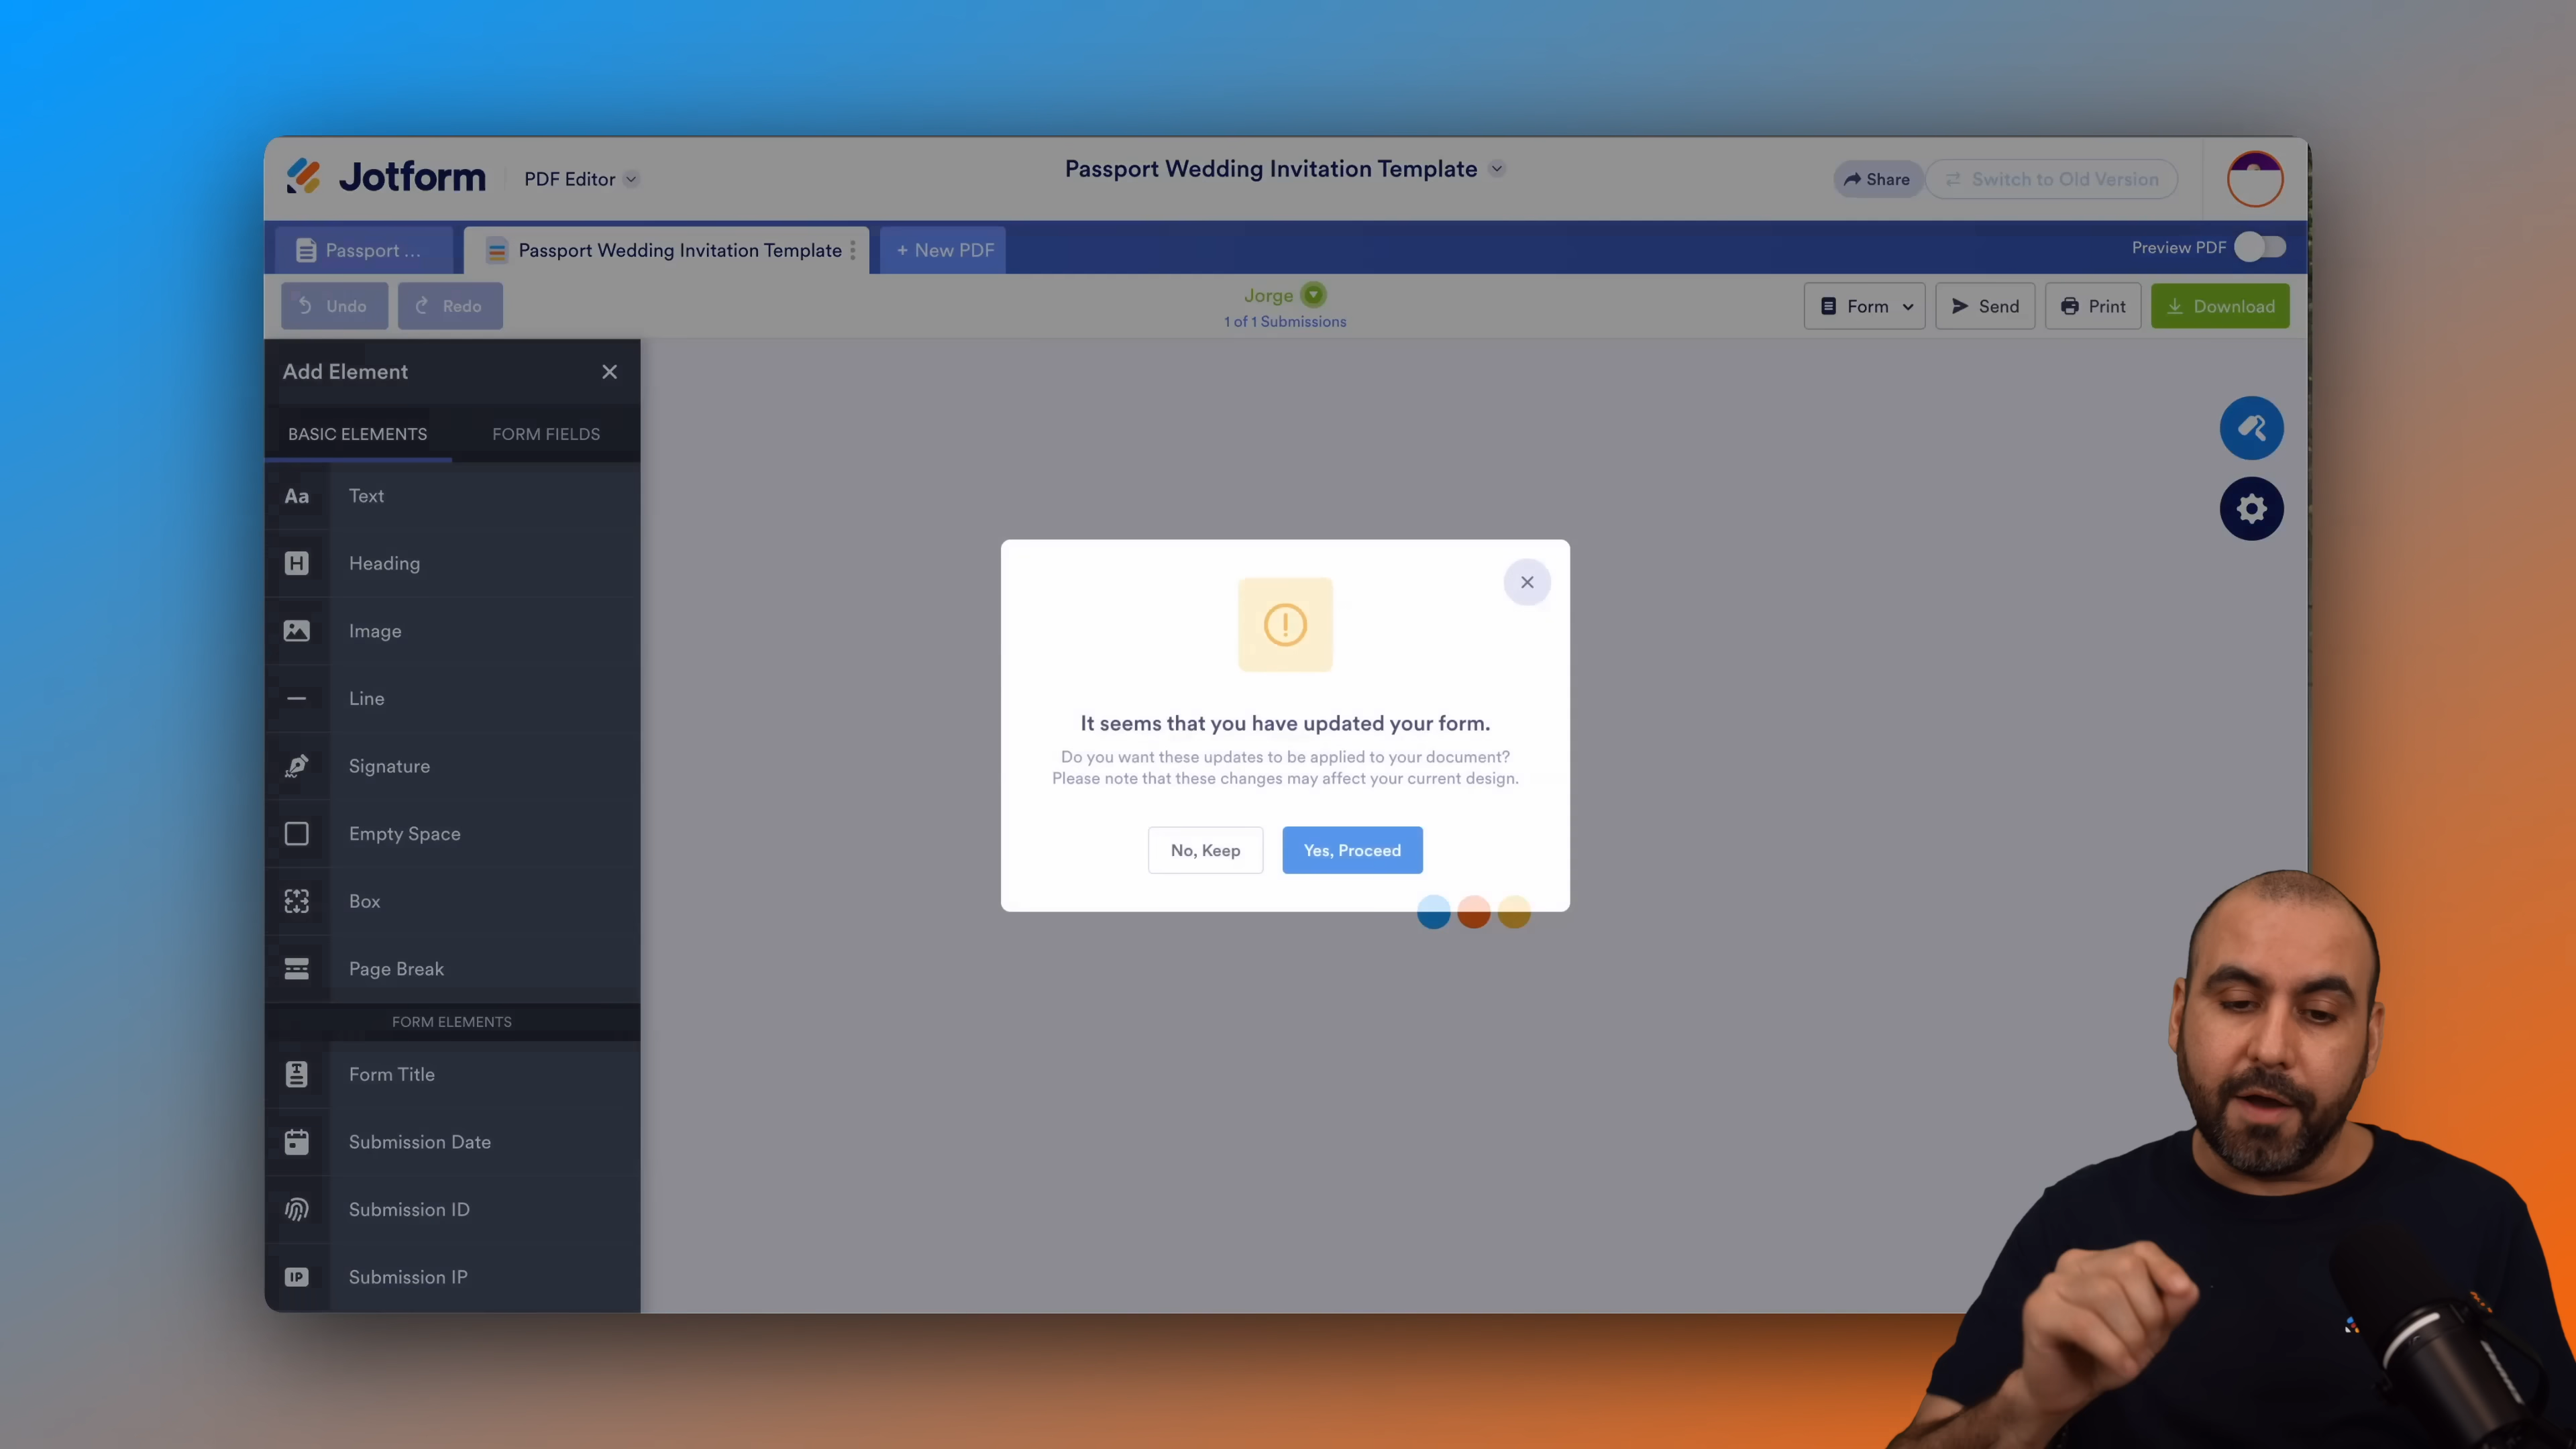 Jotform
PDF Editor
Passport Wedding Invitation Template
Share
Switch to Old Version
Passport ...
Passport Wedding Invitation Template
+ New PDF
Preview PDF
Undo
Redo
Jorge
1 of 1 Submissions
Form
Send
Print
Download
Add Element
BASIC ELEMENTS
FORM FIELDS
Aa
Text
H
Heading
Image
Line
Signature
Empty Space
Box
Page Break
FORM ELEMENTS
T
Form Title
Submission Date
Submission ID
IP
Submission IP
It seems that you have updated your form.
Do you want these updates to be applied to your document?
Please note that these changes may affect your current design.
No, Keep
Yes, Proceed